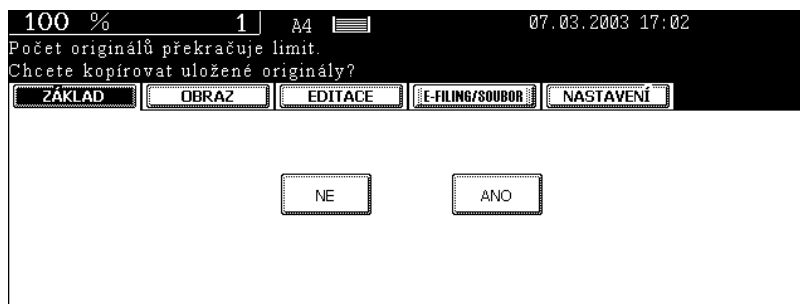 100 % 1 A4 07.03.2003 17:02
Počet originálů překračuje limit.
Chcete kopírovat uložené originály?
ZÁKLAD OBRAZ EDITACE E-FILING/SOUBOR NASTAVENÍ
NE ANO